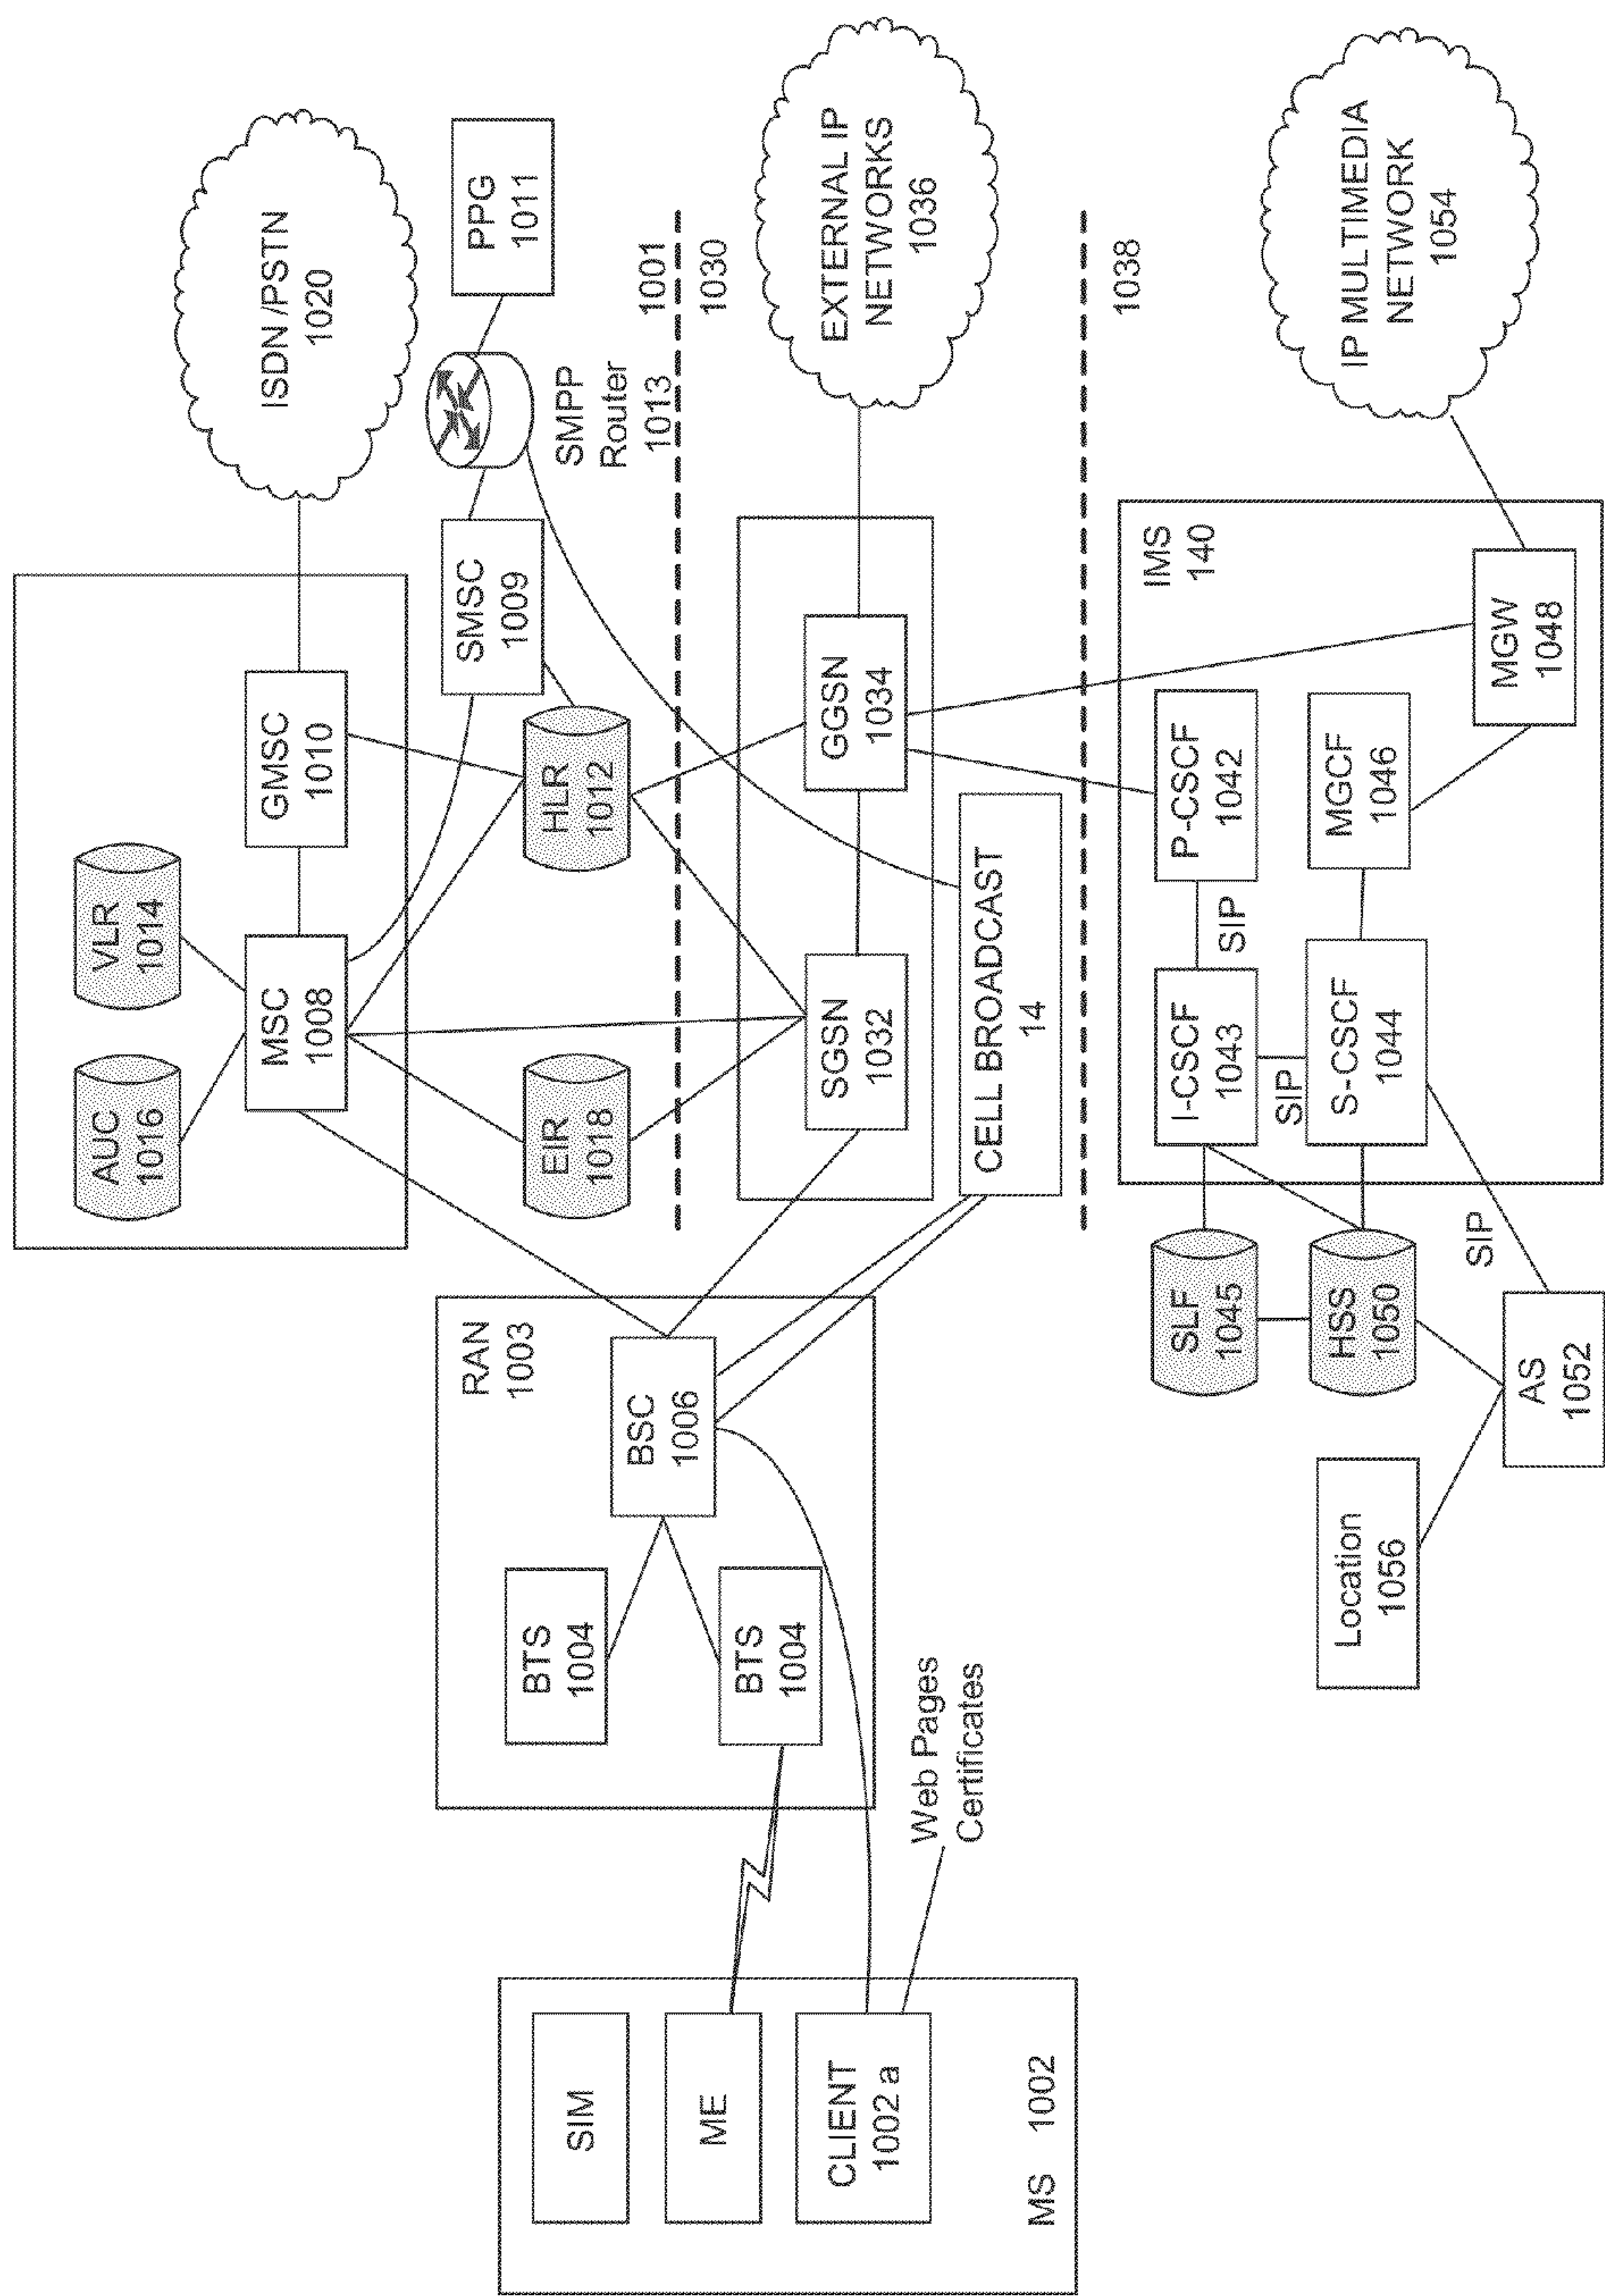 AUC
1016
VLR
1014
MSC
1008
GMSC
1010
ISDN /PSTN
1020
SMSC
1009
PPG
1011
SMPP
Router
1013
EIR
1018
HLR
1012
1001
1030
RAN
1003
BTS
1004
BTS
1004
BSC
1006
SIM
ME
CLIENT
1002 a
MS 1002
Web Pages
Certificates
SGSN
1032
GGSN
1034
EXTERNAL IP
NETWORKS
1036
CELL BROADCAST
14
1038
IMS
140
I-CSCF
1043
SIP
P-CSCF
1042
SIP
S-CSCF
1044
MGCF
1046
MGW
1048
IP MULTIMEDIA
NETWORK
1054
SLF
1045
HSS
1050
SIP
AS
1052
Location
1056